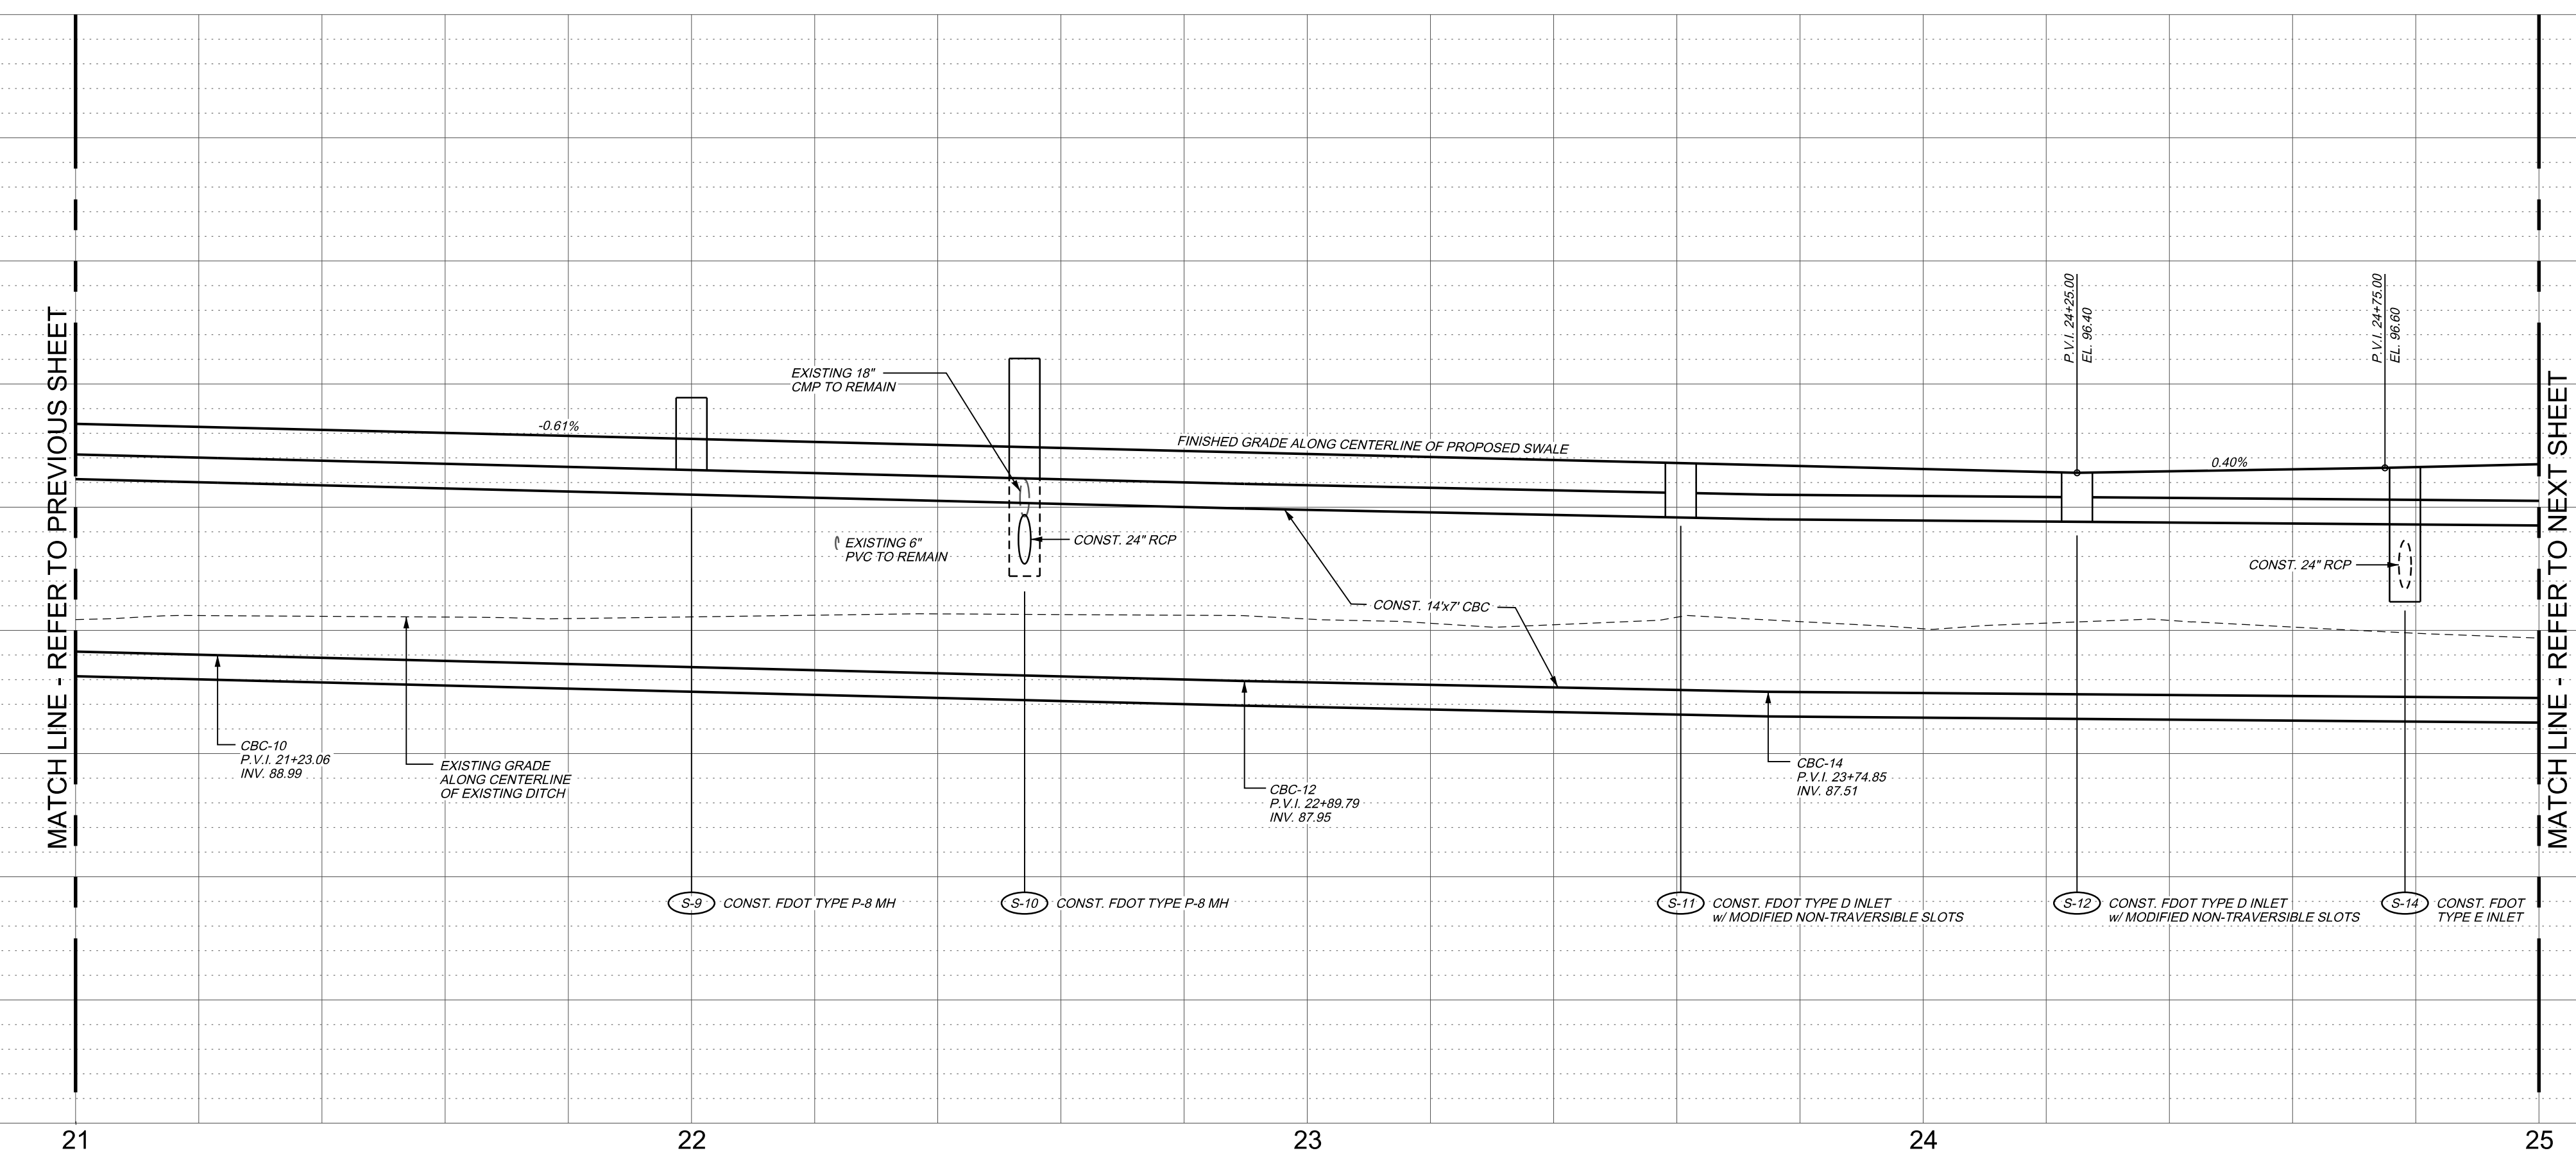 MATCH LINE - REFER TO PREVIOUS SHEET
P.V.I. 24+25.00
EL. 96.40
P.V.I. 24+75.00
EL. 96.60
EXISTING 18"
CMP TO REMAIN
-0.61%
FINISHED GRADE ALONG CENTERLINE OF PROPOSED SWALE
0.40%
EXISTING 6"
PVC TO REMAIN
CONST. 24" RCP
CONST. 24" RCP
CONST. 14'x7' CBC
CBC-10
P.V.I. 21+23.06
INV. 88.99
EXISTING GRADE
ALONG CENTERLINE
OF EXISTING DITCH
CBC-12
P.V.I. 22+89.79
INV. 87.95
CBC-14
P.V.I. 23+74.85
INV. 87.51
S-9 CONST. FDOT TYPE P-8 MH
S-10 CONST. FDOT TYPE P-8 MH
S-11 CONST. FDOT TYPE D INLET
w/ MODIFIED NON-TRAVERSIBLE SLOTS
S-12 CONST. FDOT TYPE D INLET
w/ MODIFIED NON-TRAVERSIBLE SLOTS
S-14 CONST. FDOT
TYPE E INLET
MATCH LINE - REFER TO NEXT SHEET
21 22 23 24 25